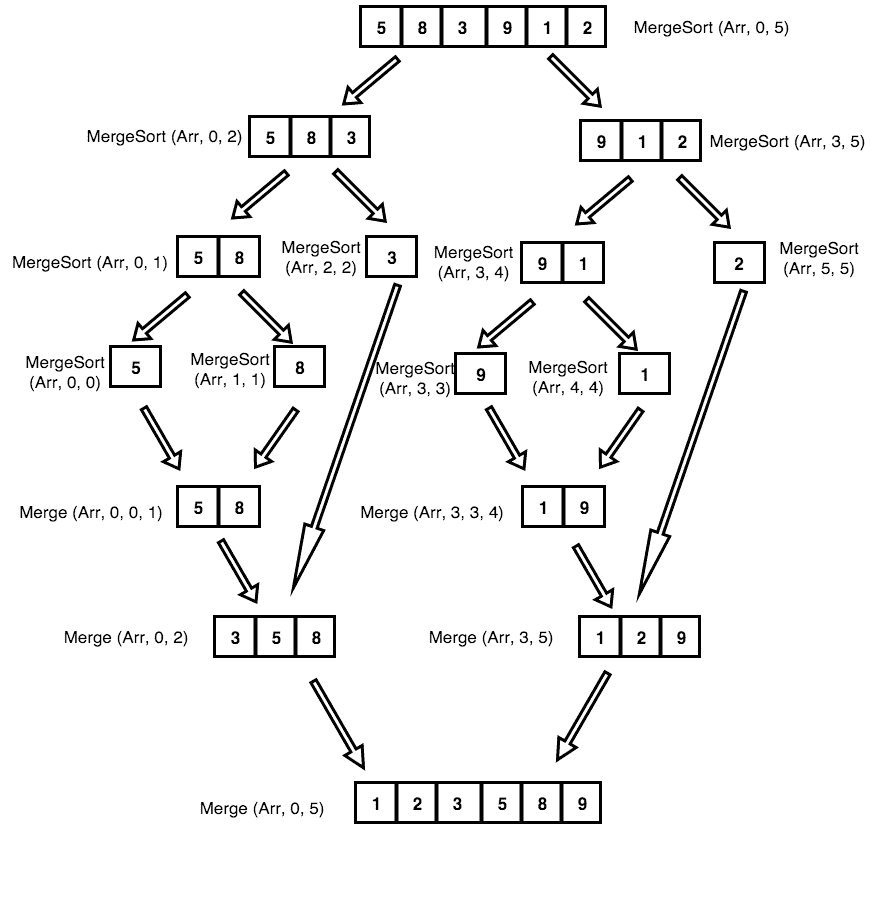 5 8 3 9 1 2 MergeSort (Arr, 0, 5)
MergeSort (Arr, 0, 2) 5 8 3 9 1 2 MergeSort (Arr, 3, 5)
MergeSort (Arr, 0, 1) 5 8
MergeSort
(Arr, 2, 2)
3
MergeSort
(Arr, 3, 4)
9 1
2
MergeSort
(Arr, 5, 5)
MergeSort
(Arr, 0, 0)
5
MergeSort
(Arr, 1, 1)
8
MergeSort
(Arr, 3, 3)
9
MergeSort
(Arr, 4, 4)
1
Merge (Arr, 0, 0, 1) 5 8 Merge (Arr, 3, 3, 4) 1 9
Merge (Arr, 0, 2) 3 5 8 Merge (Arr, 3, 5) 1 2 9
Merge (Arr, 0, 5) 1 2 3 5 8 9